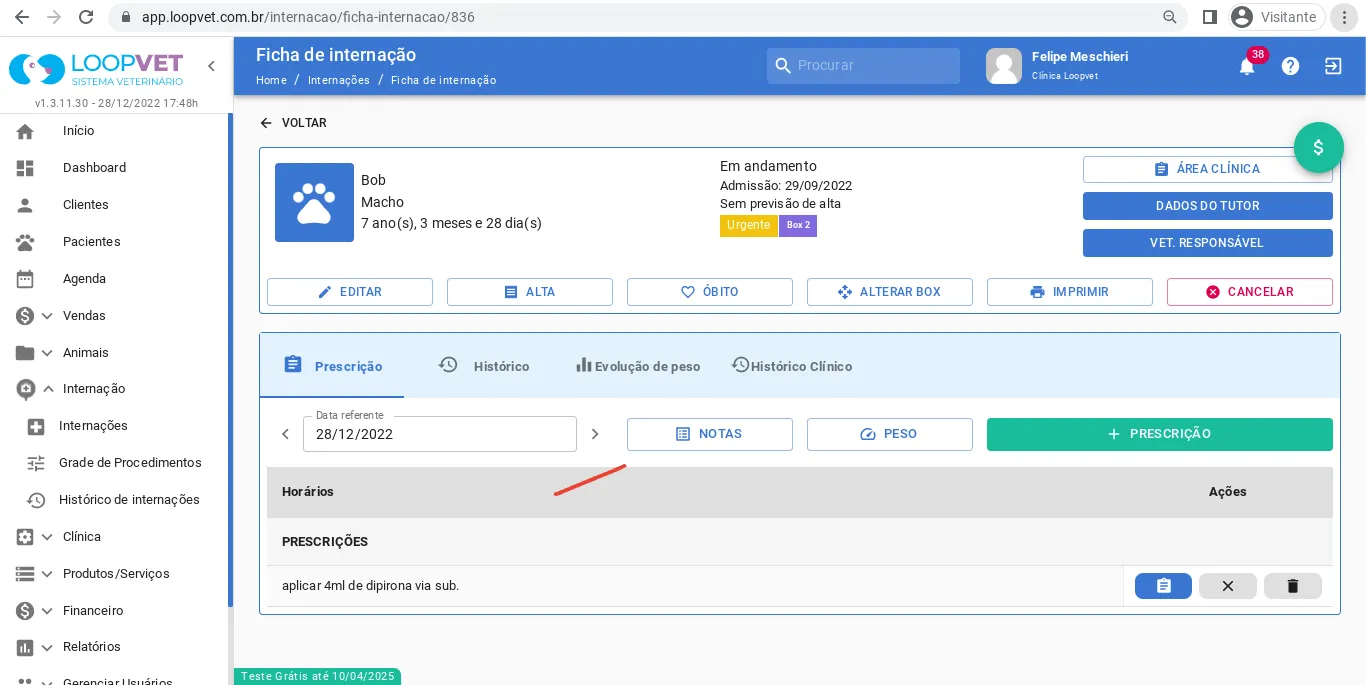 app.loopvet.com.br/internacao/ficha-internacao/836
Visitante
LOOPVET
SISTEMA VETERINÁRIO
v1.3.11.30 - 28/12/2022 17:48h
Início
Dashboard
Clientes
Pacientes
Agenda
Vendas
Animais
Internação
Internações
Grade de Procedimentos
Histórico de internações
Clínica
Produtos/Serviços
Financeiro
Relatórios
Gerenciar Usuários
Ficha de internação
Home / Internações / Ficha de internação
Procurar
Felipe Meschieri
Clínica Loopvet
38
VOLTAR
$
Bob
Macho
7 ano(s), 3 meses e 28 dia(s)
Em andamento
Admissão: 29/09/2022
Sem previsão de alta
Urgente Box 2
ÁREA CLÍNICA
DADOS DO TUTOR
VET. RESPONSÁVEL
EDITAR ALTA ÓBITO ALTERAR BOX IMPRIMIR CANCELAR
Prescrição Histórico Evolução de peso Histórico Clínico
Data referente
28/12/2022
NOTAS PESO + PRESCRIÇÃO
Horários Ações
PRESCRIÇÕES
aplicar 4ml de dipirona via sub.
Teste Grátis até 10/04/2025